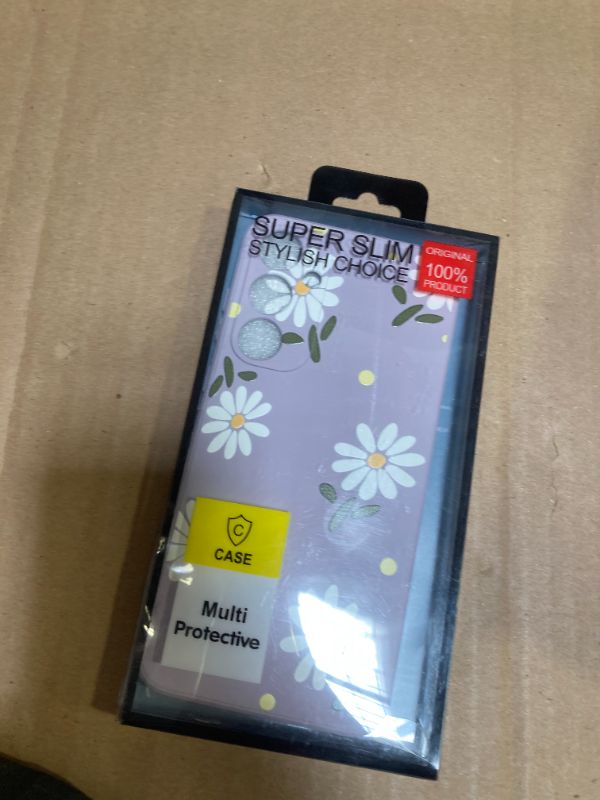 SUPER SLIM
STYLISH CHOICE
ORIGINAL
100%
PRODUCT
C
CASE
Multi
Protective